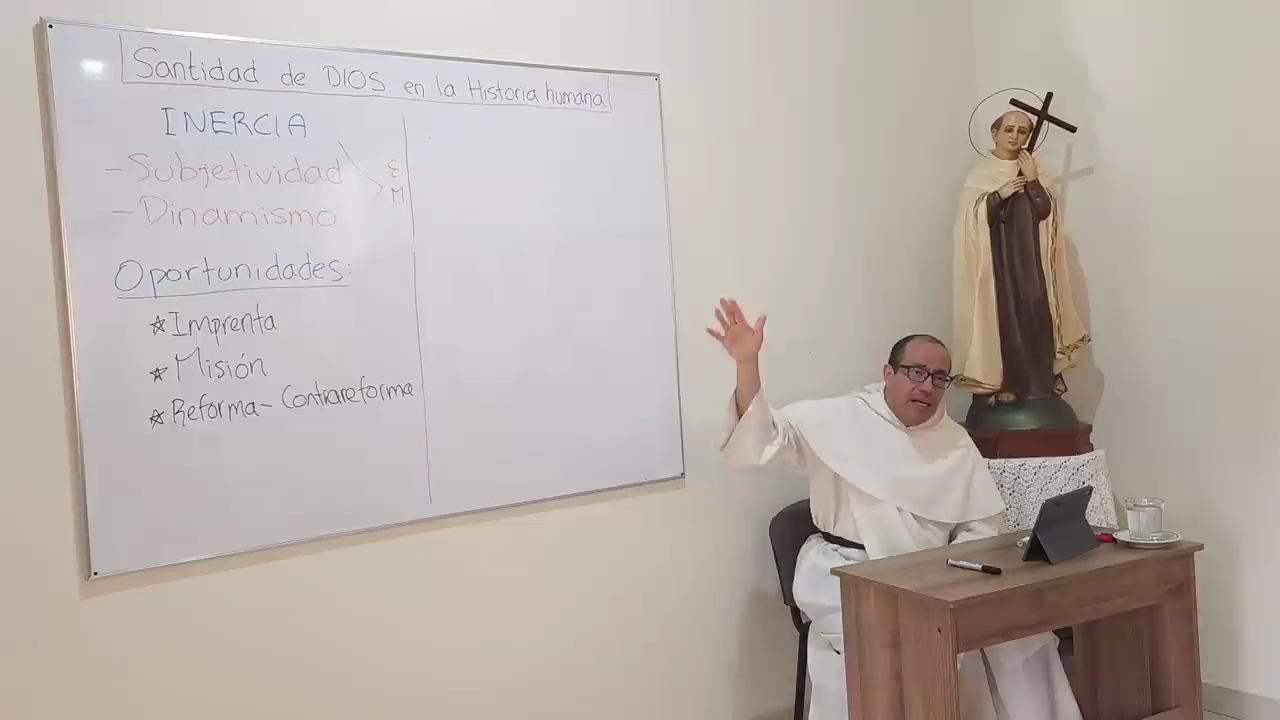 Santidad de DIOS en la Historia humana
INERCIA
- Subjetividad
- Dinamismo
E.
M.
Oportunidades:
☆ Imprenta
☆ Misión
☆ Reforma - Contrareforma